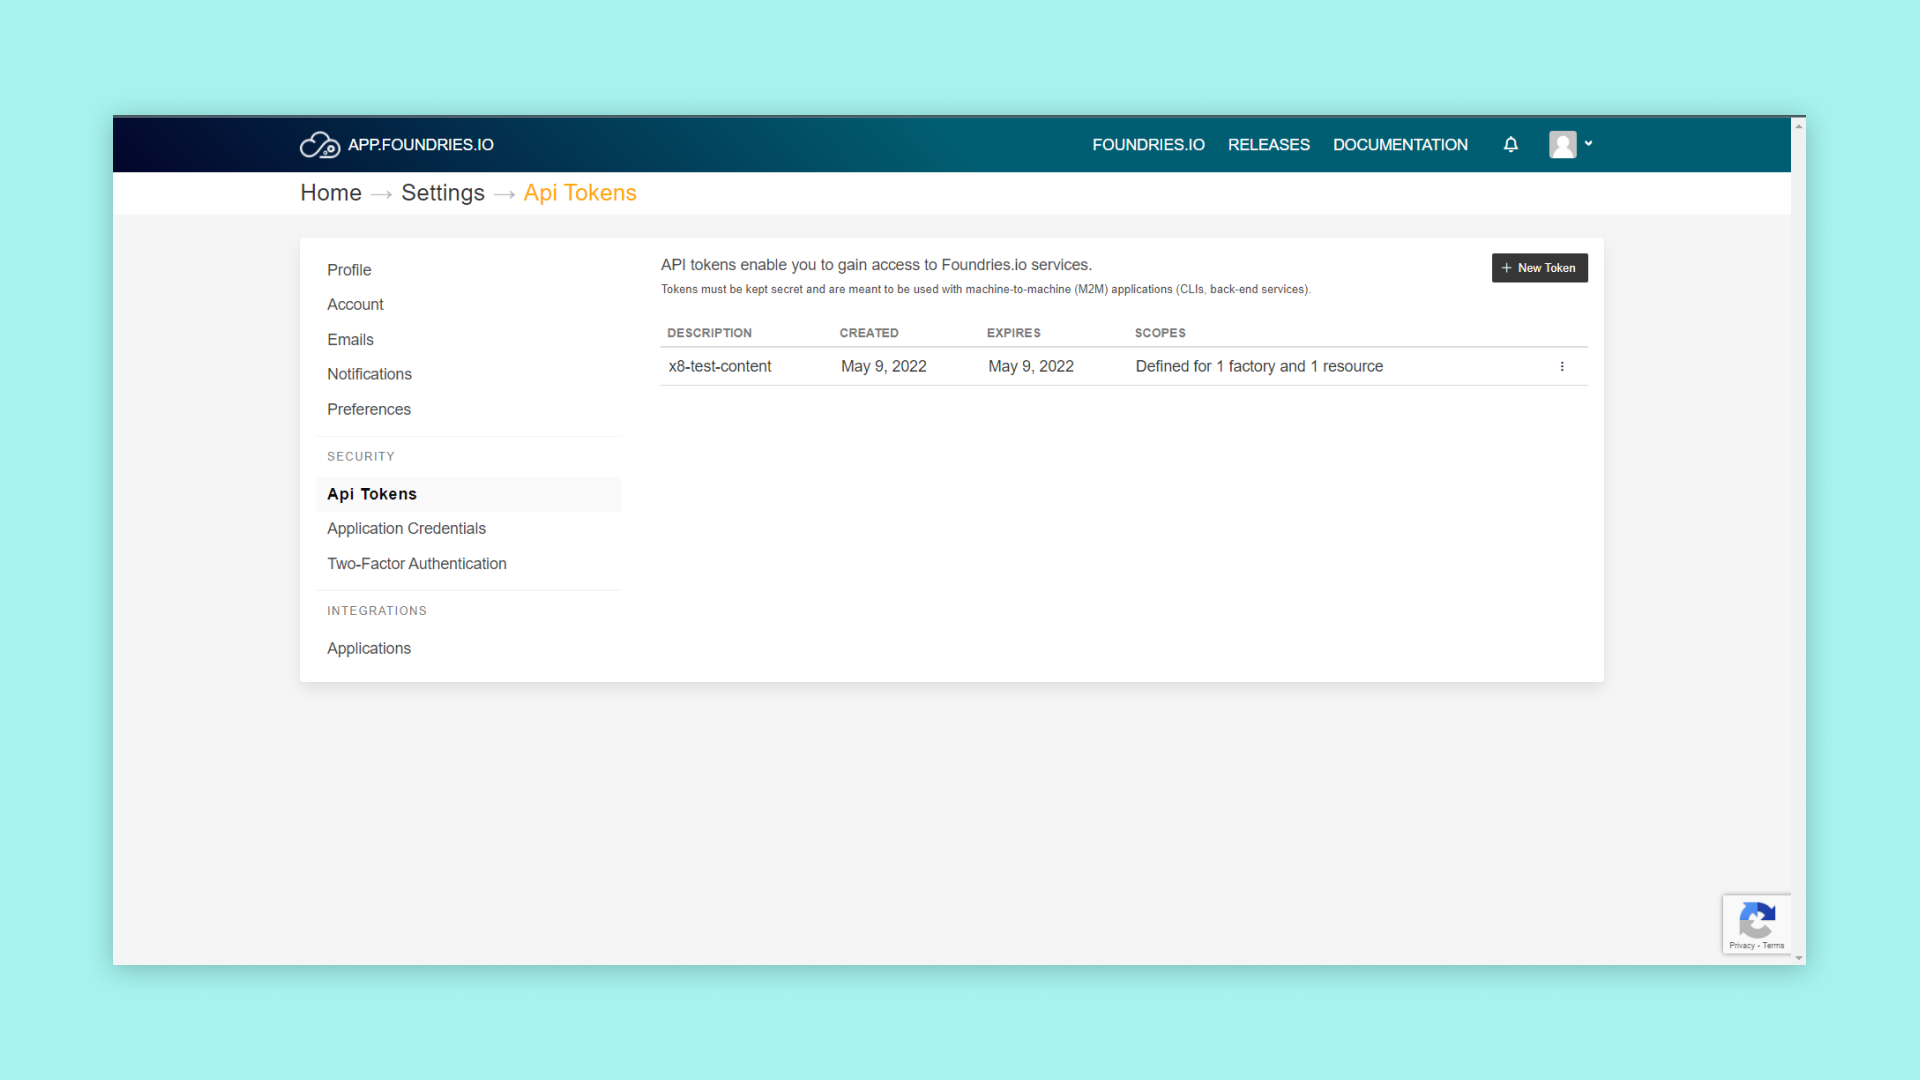 APP.FOUNDRIES.IO FOUNDRIES.IO RELEASES DOCUMENTATION
Home → Settings → Api Tokens
Profile
Account
Emails
Notifications
Preferences
SECURITY
Api Tokens
Application Credentials
Two-Factor Authentication
INTEGRATIONS
Applications
API tokens enable you to gain access to Foundries.io services.
Tokens must be kept secret and are meant to be used with machine-to-machine (M2M) applications (CLIs, back-end services).
+ New Token
DESCRIPTION CREATED EXPIRES SCOPES
x8-test-content May 9, 2022 May 9, 2022 Defined for 1 factory and 1 resource
Privacy - Terms